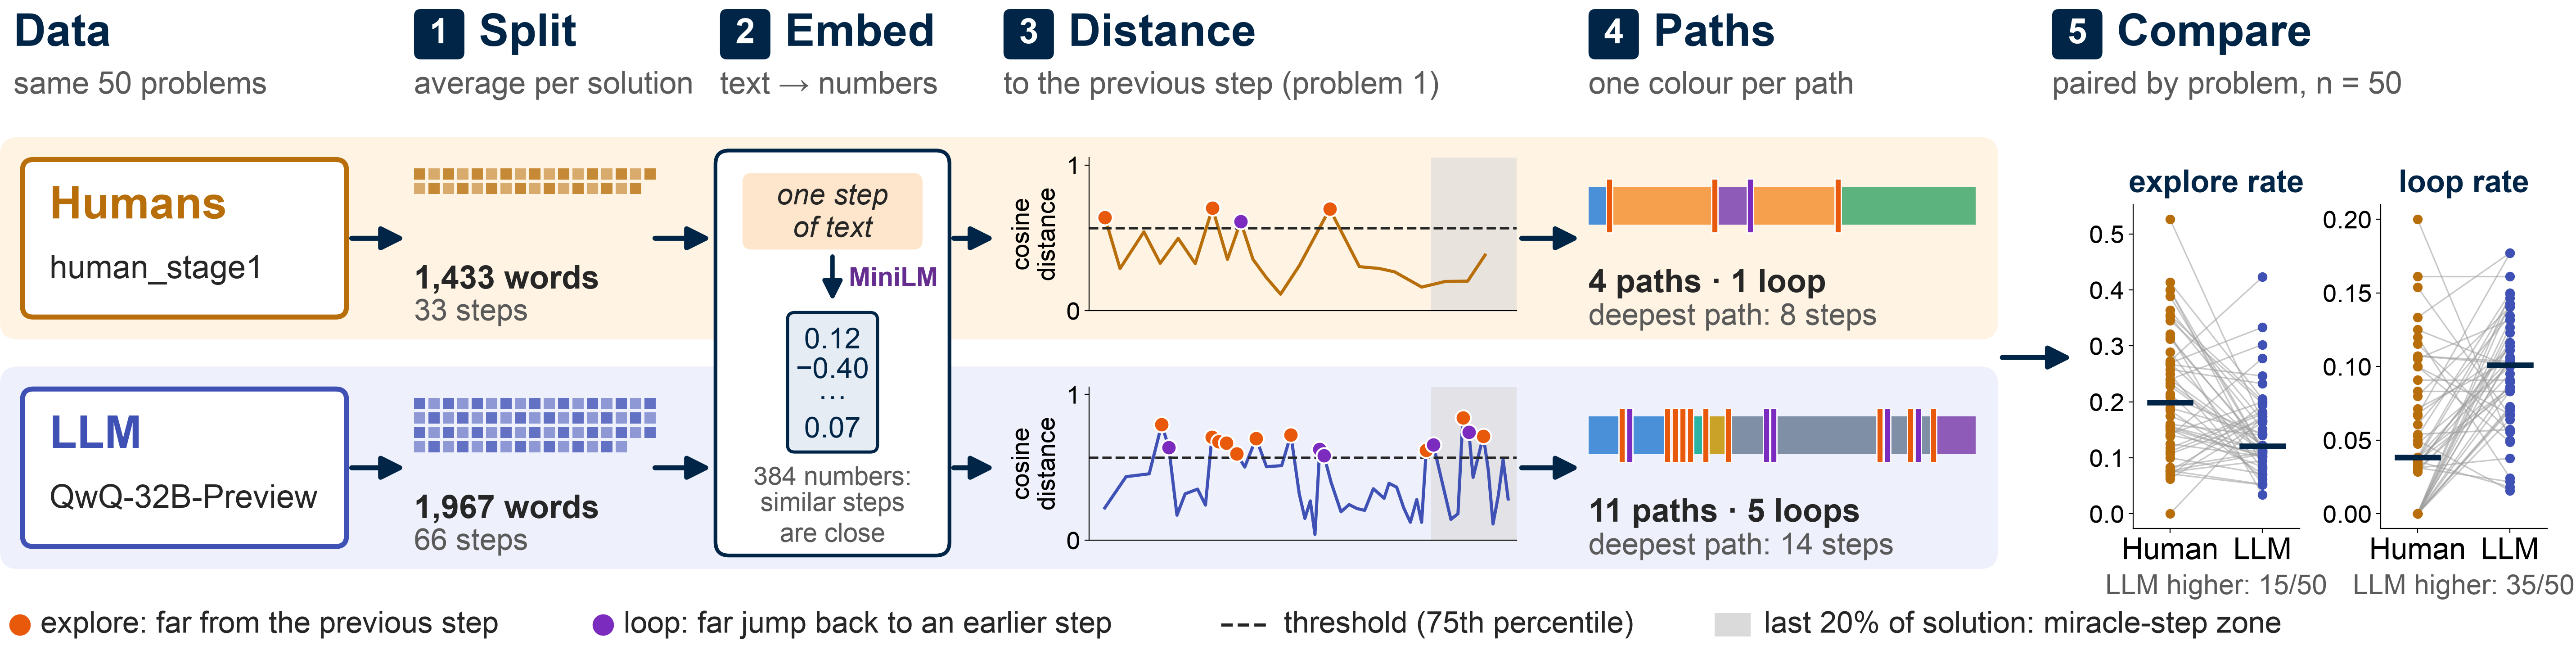 Data
same 50 problems
1 Split
average per solution
2 Embed
text → numbers
3 Distance
to the previous step (problem 1)
4 Paths
one colour per path
5 Compare
paired by problem, n = 50
Humans
human_stage1
1,433 words
33 steps
one step
of text
MiniLM
0.12
−0.40
...
0.07
384 numbers:
similar steps
are close
cosine
distance
1
0
4 paths · 1 loop
deepest path: 8 steps
LLM
QwQ-32B-Preview
1,967 words
66 steps
cosine
distance
1
0
11 paths · 5 loops
deepest path: 14 steps
explore rate
0.5
0.4
0.3
0.2
0.1
0.0
Human LLM
LLM higher: 15/50
loop rate
0.20
0.15
0.10
0.05
0.00
Human LLM
LLM higher: 35/50
explore: far from the previous step
loop: far jump back to an earlier step
threshold (75th percentile)
last 20% of solution: miracle-step zone